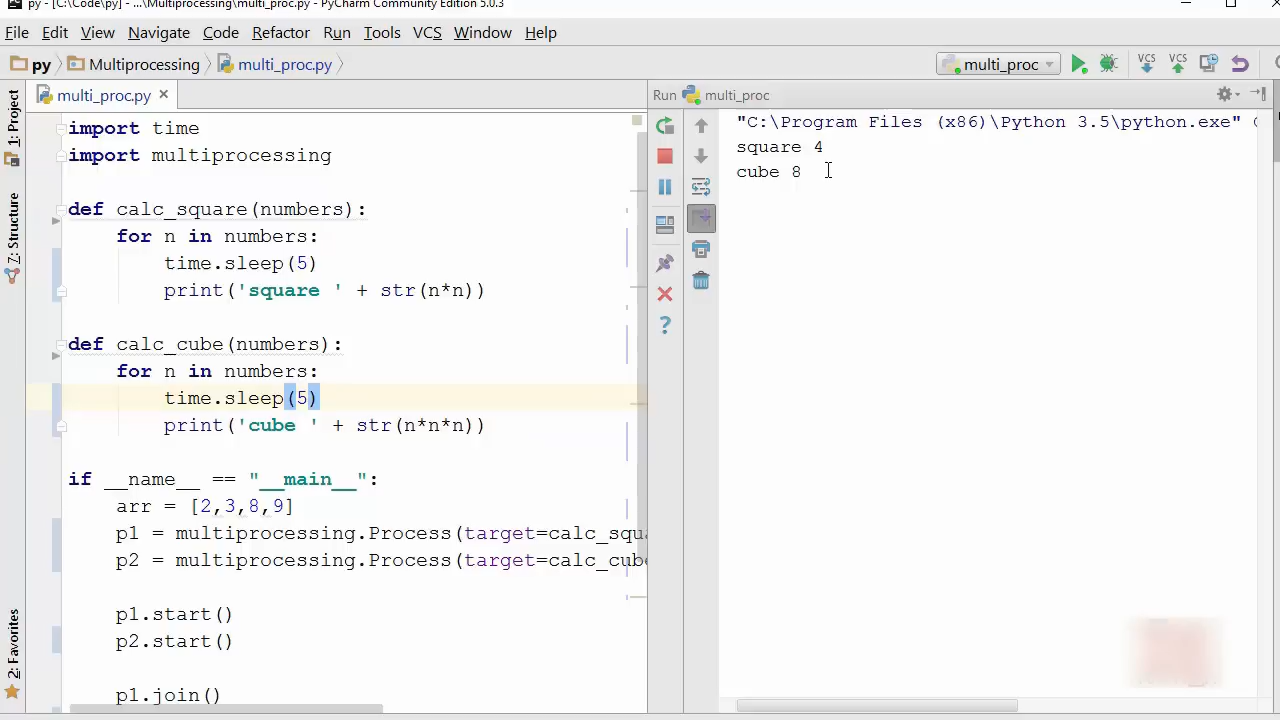 py - [C:\Code\py] - ...\Multiprocessing\multi_proc.py - PyCharm Community Edition 5.0.3
File Edit View Navigate Code Refactor Run Tools VCS Window Help
py Multiprocessing multi_proc.py multi_proc VCS VCS
1: Project
7: Structure
2: Favorites
multi_proc.py
import time
import multiprocessing
def calc_square(numbers):
for n in numbers:
time.sleep(5)
print('square ' + str(n*n))
def calc_cube(numbers):
for n in numbers:
time.sleep(5)
print('cube ' + str(n*n*n))
if __name__ == "__main__":
arr = [2,3,8,9]
p1 = multiprocessing.Process(target=calc_squa
p2 = multiprocessing.Process(target=calc_cube
p1.start()
p2.start()
p1.join()
Run multi_proc
"C:\Program Files (x86)\Python 3.5\python.exe"
square 4
cube 8